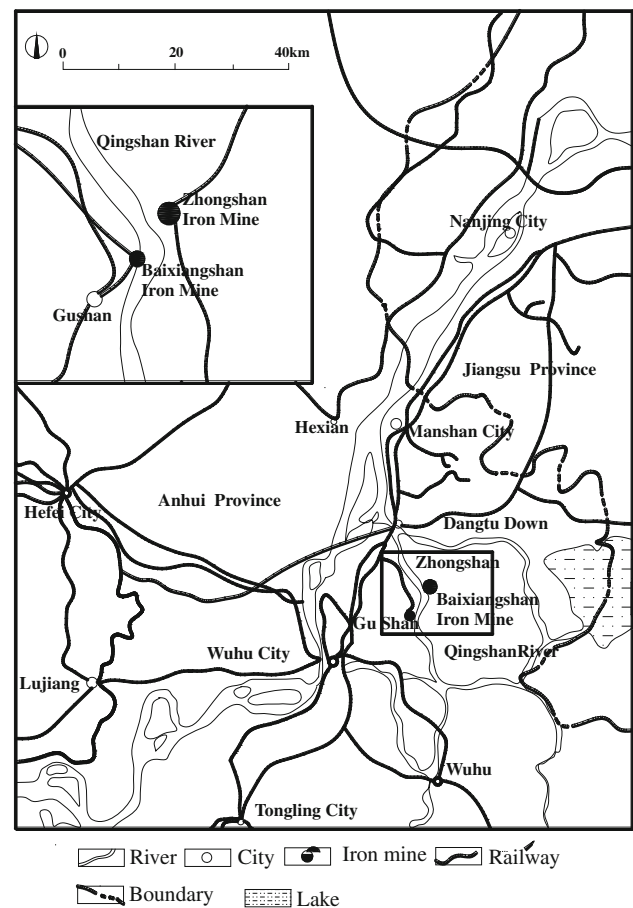 0 20 40km
Qingshan River
Zhongshan
Iron Mine
Baixiangshan
Iron Mine
Gushan
Nanjing City
Jiangsu Province
Hexian
Manshan City
Anhui Province
Hefei City
Dangtu Down
Zhongshan
Baixiangshan
Iron Mine
Gu Shan
QingshanRiver
Wuhu City
Lujiang
Wuhu
Tongling City
River City Iron mine Railway
Boundary Lake